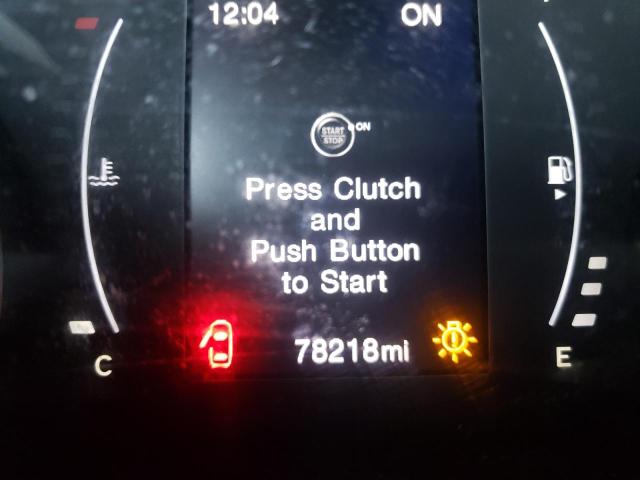 12:04 ON
START STOP ON
Press Clutch
and
Push Button
to Start
78218mi
C E